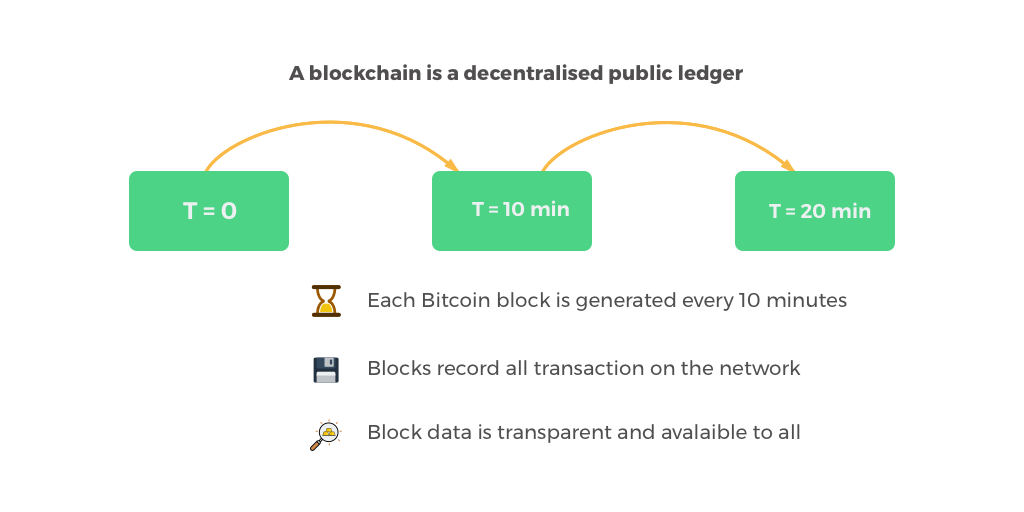 A blockchain is a decentralised public ledger
T = 0
T = 10 min
T = 20 min
Each Bitcoin block is generated every 10 minutes
Blocks record all transaction on the network
Block data is transparent and avalaible to all